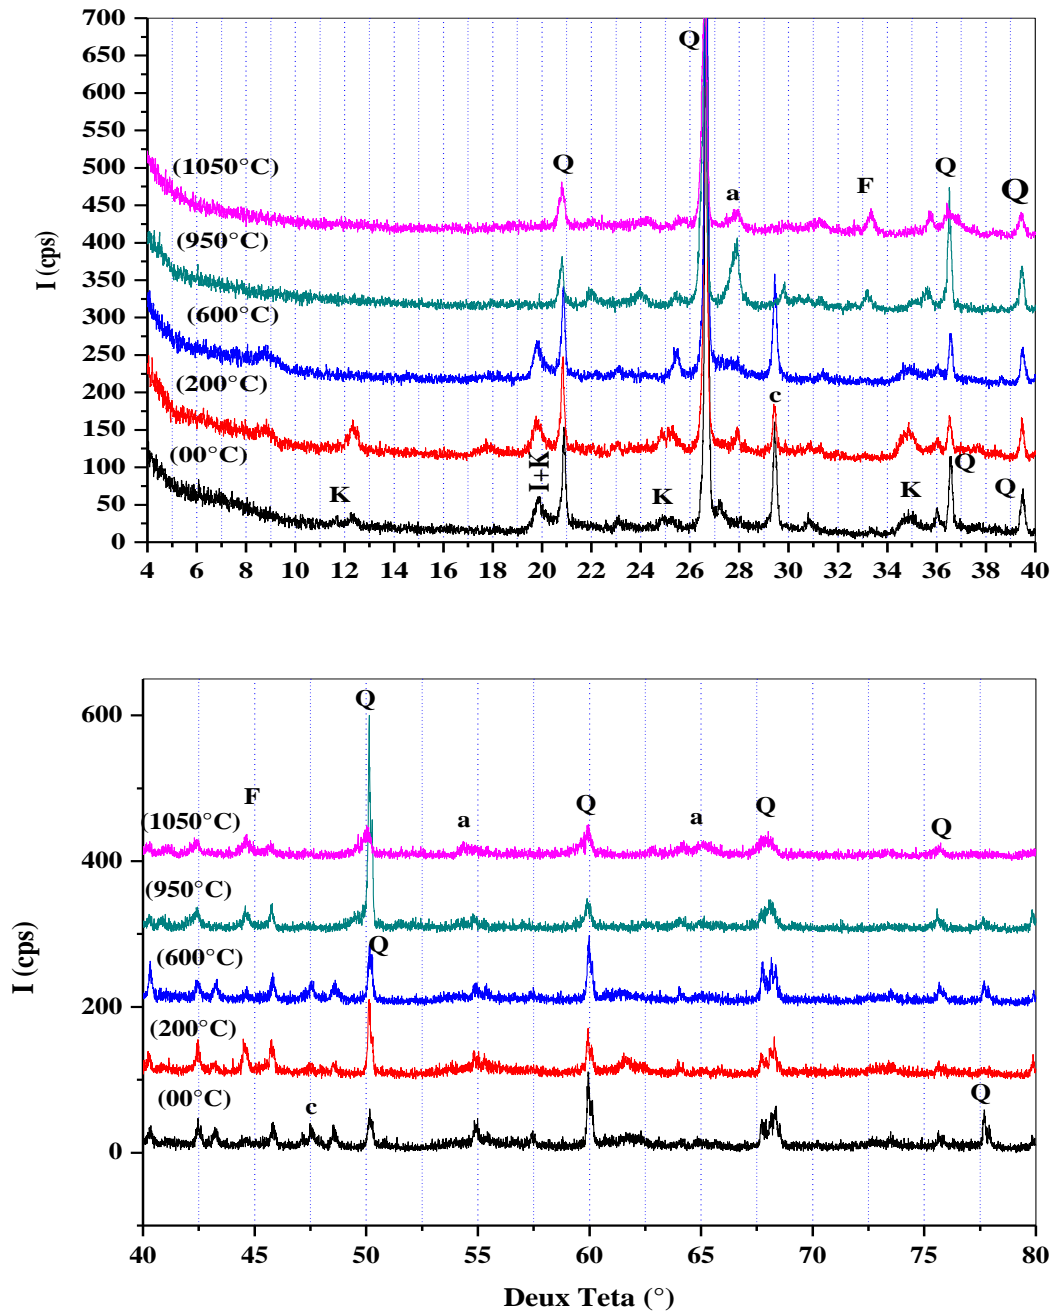 700
650
600
550
500
450
400
350
300
250
200
150
100
50
0
I ((cps)
(1050°C)
(950°C)
(600°C)
(200°C)
(00°C)
Q
Q
a
F
Q
Q
c
K
I+K
K
K
Q
Q
4 6 8 10 12 14 16 18 20 22 24 26 28 30 32 34 36 38 40
600
400
200
0
I ((cps)
Q
F
(1050°C)
a
Q
a
Q
Q
(950°C)
(600°C)
Q
(200°C)
(00°C)
c
Q
40 45 50 55 60 65 70 75 80
Deux Teta (°)